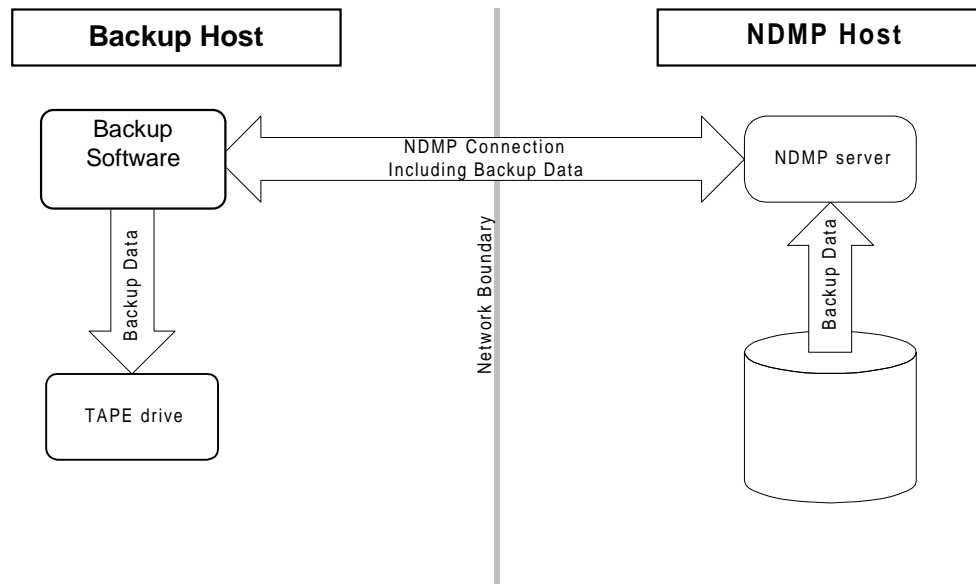 Backup Host
NDMP Host
Backup
Software
NDMP Connection
Including Backup Data
NDMP server
Backup Data
Network Boundary
Backup Data
TAPE drive